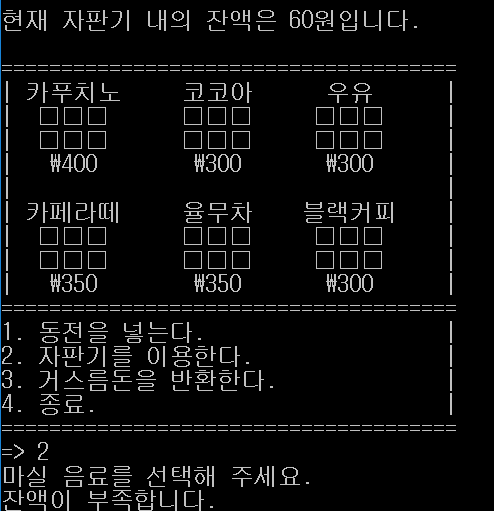 현재 자판기 내의 잔액은 60원입니다.
======================================
| 카푸치노 코코아 우유 |
| □□□ □□□ □□□ |
| □□□ □□□ □□□ |
| ₩400 ₩300 ₩300 |
| |
| 카페라떼 율무차 블랙커피 |
| □□□ □□□ □□□ |
| □□□ □□□ □□□ |
| ₩350 ₩350 ₩300 |
======================================
1. 동전을 넣는다. |
2. 자판기를 이용한다. |
3. 거스름돈을 반환한다. |
4. 종료. |
======================================
=> 2
마실 음료를 선택해 주세요.
잔액이 부족합니다.